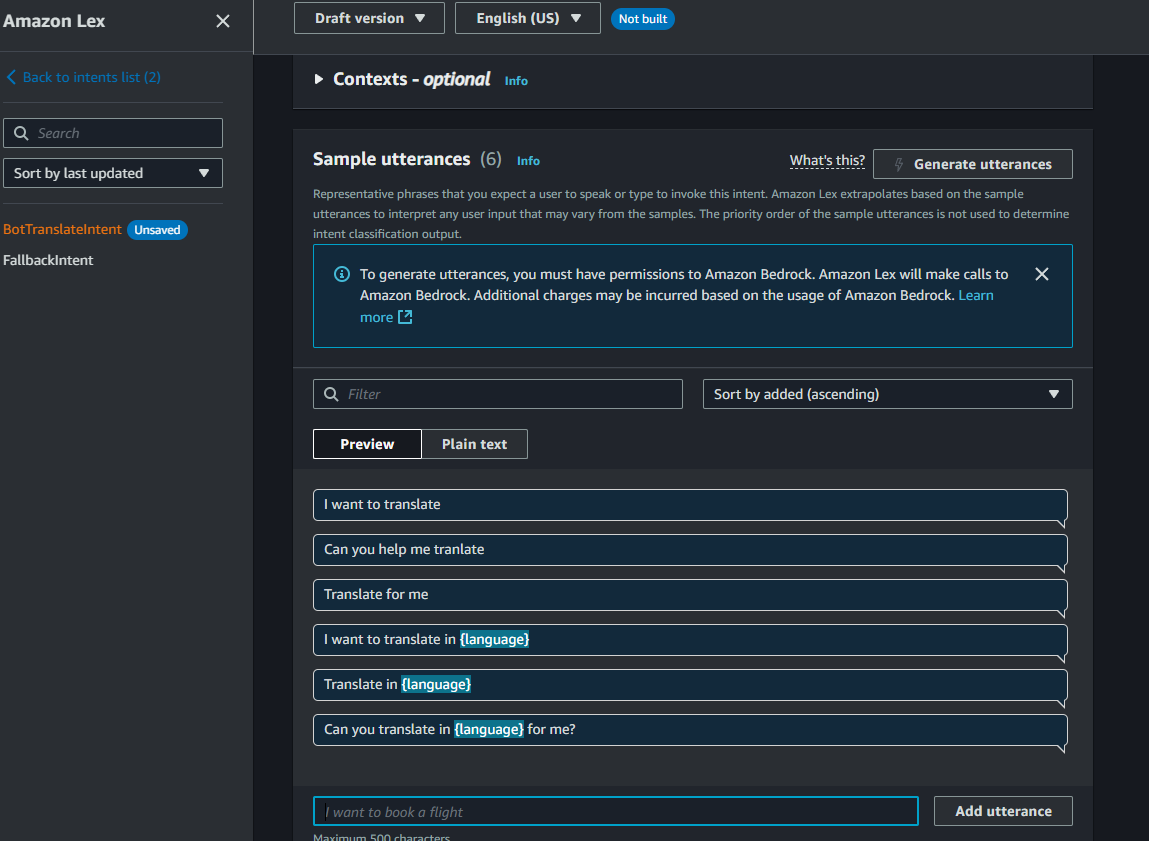 Amazon Lex
Draft version
English (US)
Not built
Back to intents list (2)
Search
Sort by last updated
BotTranslateIntent Unsaved
FallbackIntent
Contexts - optional Info
Sample utterances (6) Info
What's this?
Generate utterances
Representative phrases that you expect a user to speak or type to invoke this intent. Amazon Lex extrapolates based on the sample
utterances to interpret any user input that may vary from the samples. The priority order of the sample utterances is not used to determine
intent classification output.
To generate utterances, you must have permissions to Amazon Bedrock. Amazon Lex will make calls to
Amazon Bedrock. Additional charges may be incurred based on the usage of Amazon Bedrock. Learn
more
Filter
Sort by added (ascending)
Preview
Plain text
I want to translate
Can you help me tranlate
Translate for me
I want to translate in {language}
Translate in {language}
Can you translate in {language} for me?
I want to book a flight
Add utterance
Maximum 500 characters